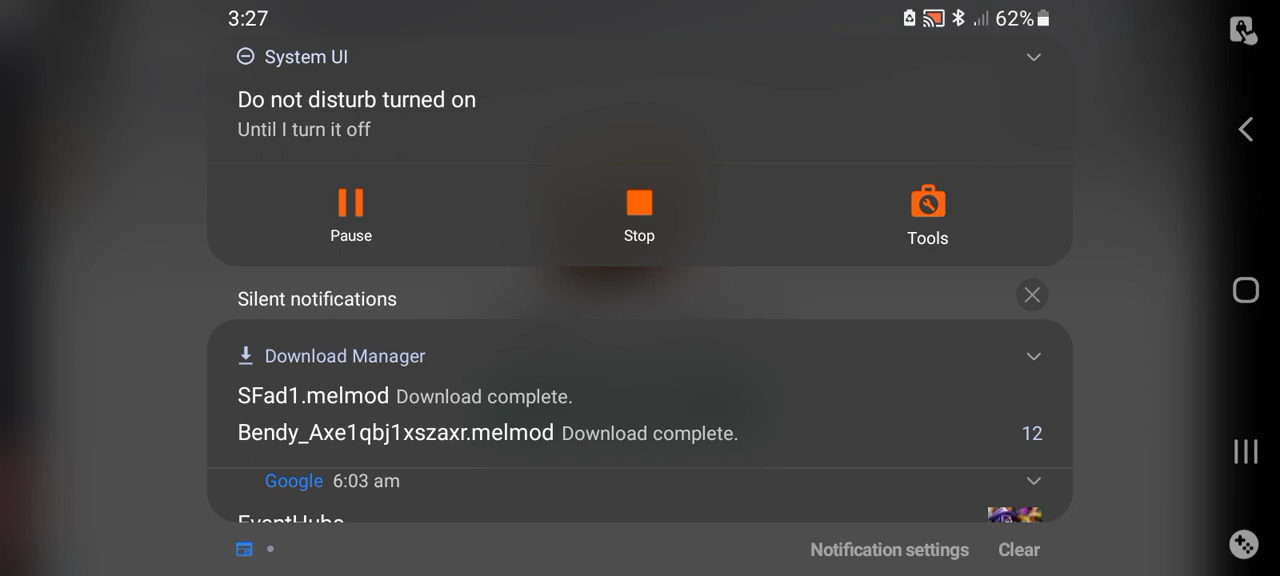 3:27
62%
System UI
Do not disturb turned on
Until I turn it off
Pause Stop Tools
Silent notifications
Download Manager
SFad1.melmod Download complete.
Bendy_Axe1qbj1xszaxr.melmod Download complete. 12
Google 6:03 am
EventHubs
Notification settings Clear